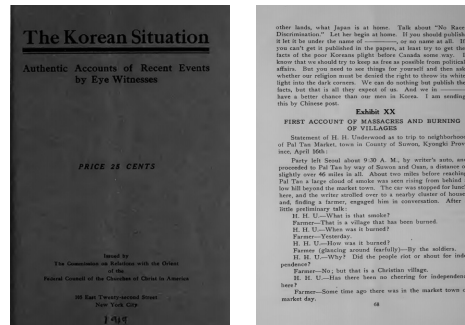 The Korean Situation
Authentic Accounts of Recent Events
by Eye Witnesses
PRICE 25 CENTS
Issued by
The Commission on Relations with the Orient
of the
Federal Council of the Churches of Christ in America
105 East Twenty-second Street
New York City
1919
other lands, what Japan is at home. Talk about "No Race
Discrimination." Let her begin at home. If you should publish
it let it be under the name of ————, or no name at all. If
you can't get it published in the papers, at least try to get the
facts of the poor Koreans plight before Canada some way. I
know that we should try to keep as free as possible from political
affairs. But you need to see things for yourself and then ask
whether our religion must be denied the right to throw its white
light into the dark corners. We can do nothing but publish the
facts, but that is all they expect of us. And we in ————
have a better chance than our men in Korea. I am sending
this by Chinese post.
Exhibit XX
FIRST ACCOUNT OF MASSACRES AND BURNING
OF VILLAGES
Statement of H. H. Underwood as to trip to neighborhood
of Pal Tan Market, town in County of Suwon, Kyungki Prov-
ince, April 16th:
Party left Seoul about 9:30 A. M., by writer's auto, and
proceeded to Pal Tan by way of Suwon and Osan, a distance o
slightly over 46 miles in all. About two miles before reaching
Pal Tan a large cloud of smoke was seen rising from behind
low hill beyond the market town. The car was stopped for lunch
here, and the writer strolled over to a nearby cluster of house
and, finding a farmer, engaged him in conversation. After
little preliminary talk:
H. H. U.—What is that smoke?
Farmer—That is a village that has been burned.
H. H. U.—When was it burned?
Farmer—Yesterday.
H. H. U.—How was it burned?
Farmer (glancing around fearfully)—By the soldiers.
H. H. U.—Why? Did the people riot or shout for inde
pendence?
Farmer—No; but that is a Christian village.
H. H. U.—Has there been no cheering for independenc
here?
Farmer—Some time ago there was in the market town o
market day.
68